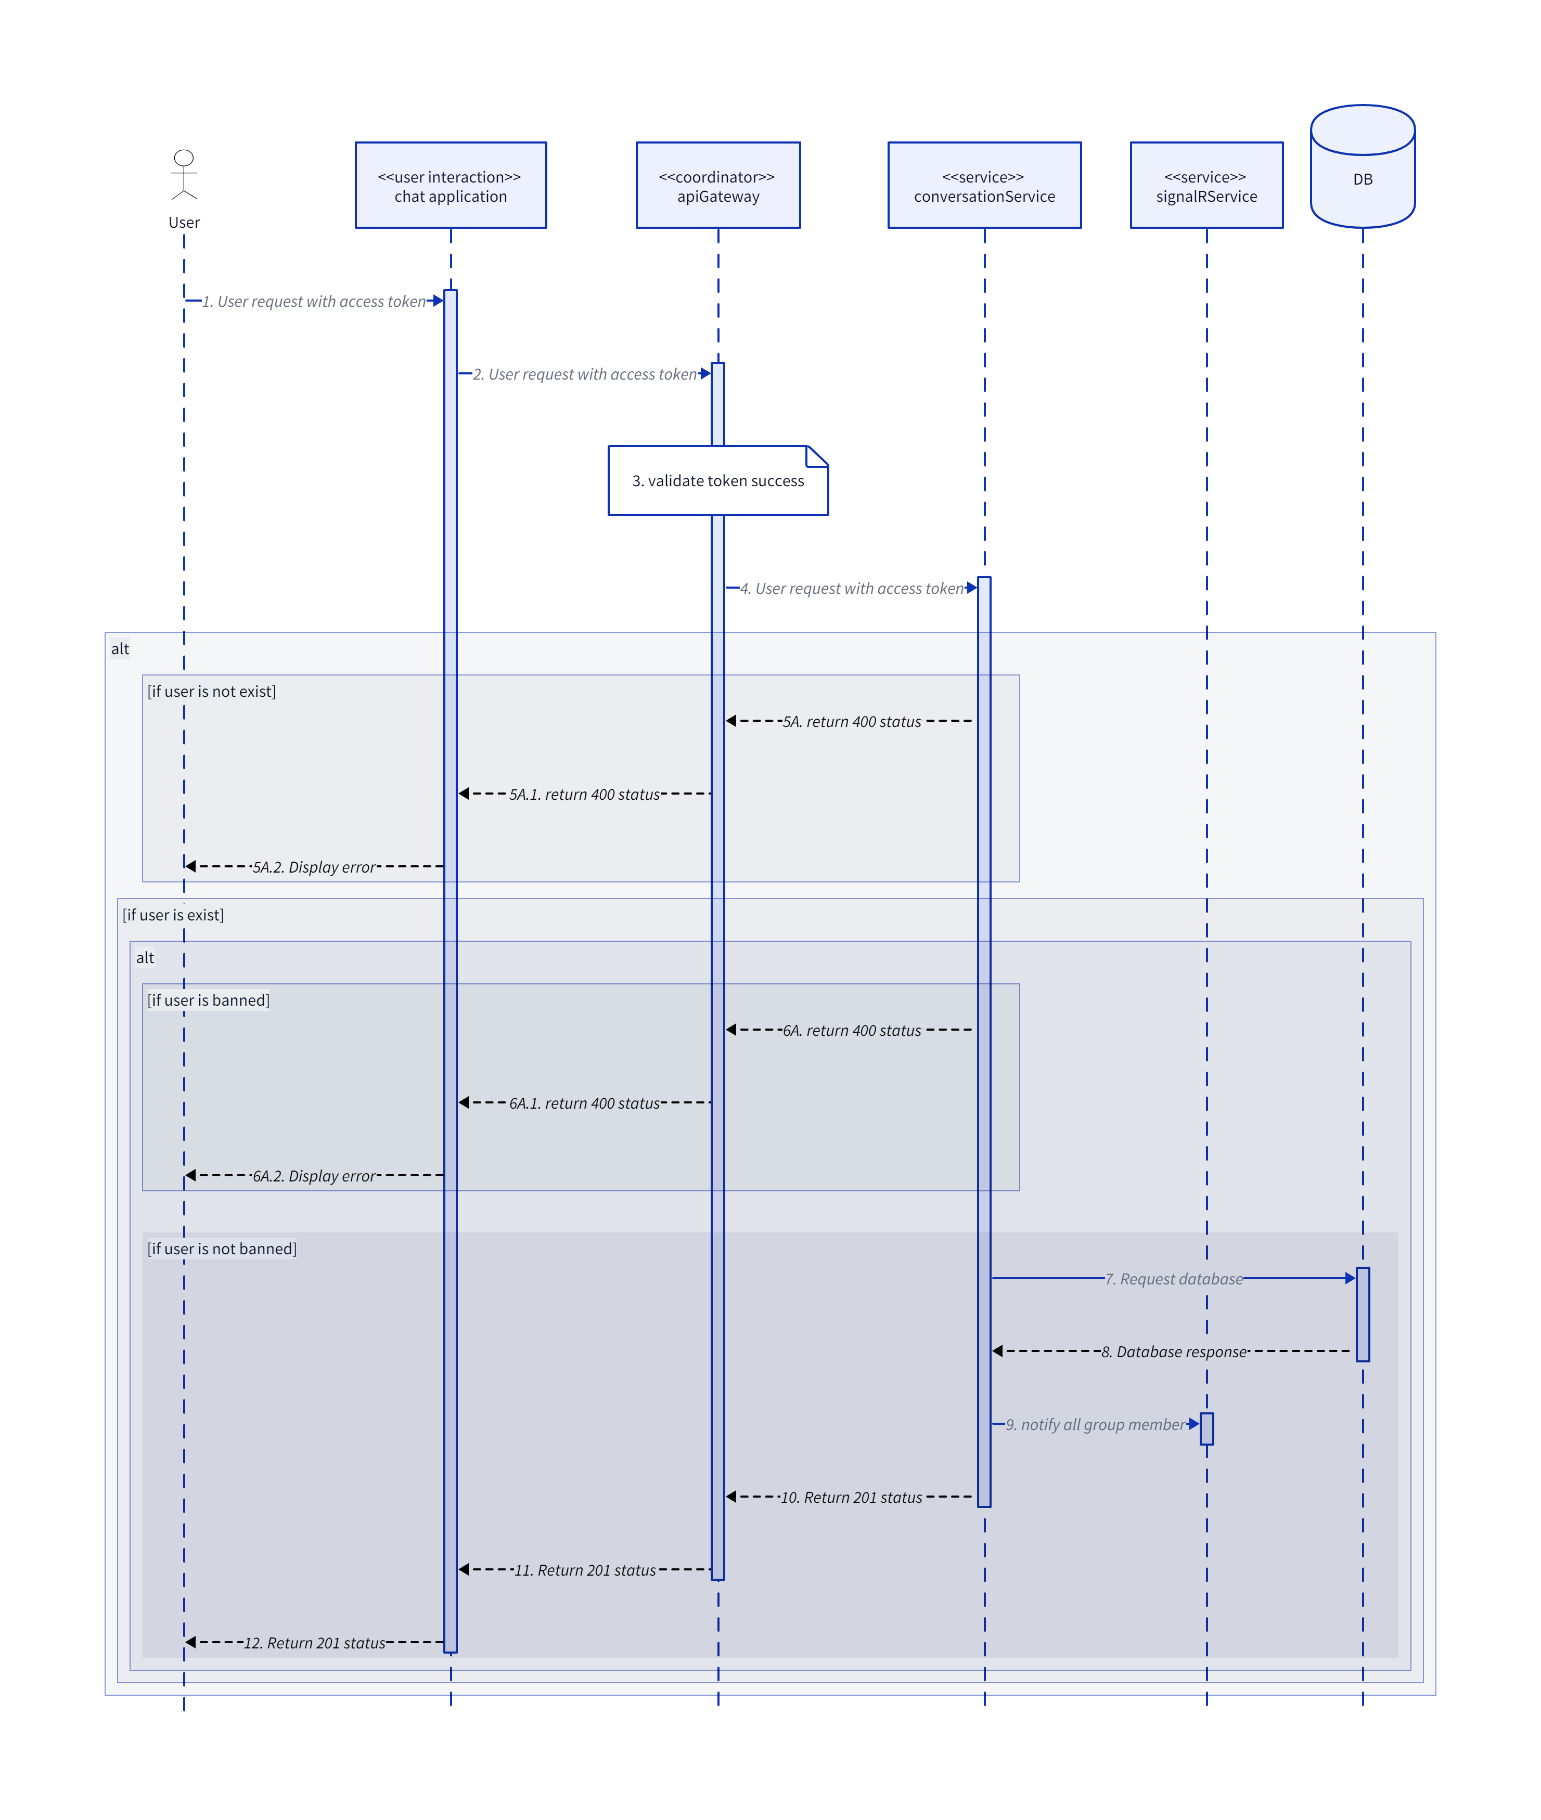 User
<<user interaction>>
chat application
<<coordinator>>
apiGateway
<<service>>
conversationService
<<service>>
signalRService
DB
1. User request with access token
2. User request with access token
3. validate token success
4. User request with access token
alt
[if user is not exist]
5A. return 400 status
5A.1. return 400 status
5A.2. Display error
[if user is exist]
alt
[if user is banned]
6A. return 400 status
6A.1. return 400 status
6A.2. Display error
[if user is not banned]
7. Request database
8. Database response
9. notify all group member
10. Return 201 status
11. Return 201 status
12. Return 201 status